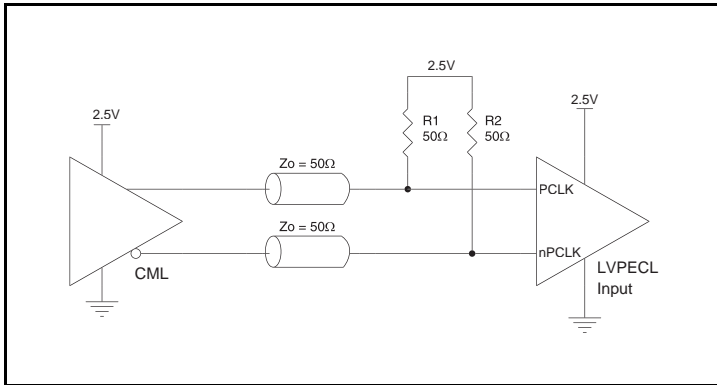 2.5V
2.5V
2.5V
R1
50Ω
R2
50Ω
Zo = 50Ω
PCLK
Zo = 50Ω
nPCLK
CML
LVPECL
Input